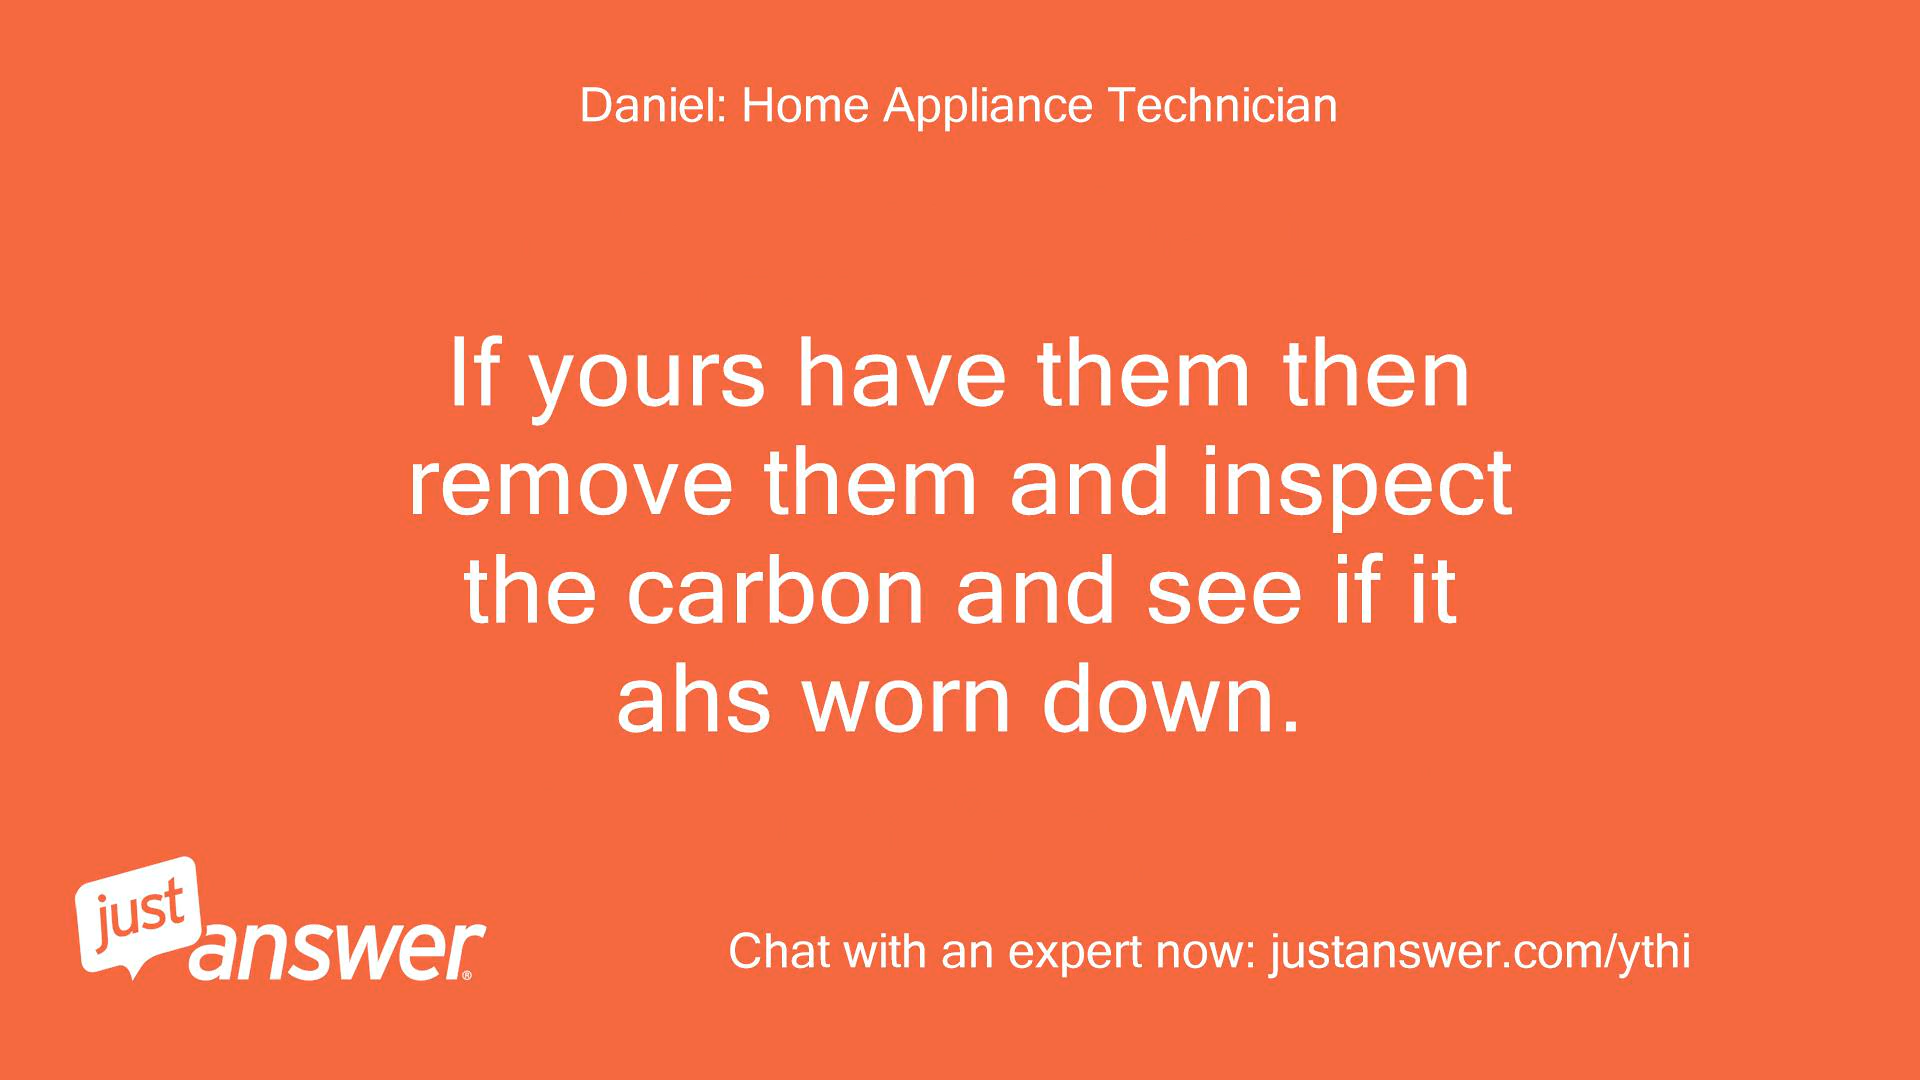 Daniel: Home Appliance Technician
If yours have them then
remove them and inspect
the carbon and see if it
ahs worn down.
just
answer®
Chat with an expert now: justanswer.com/ythi